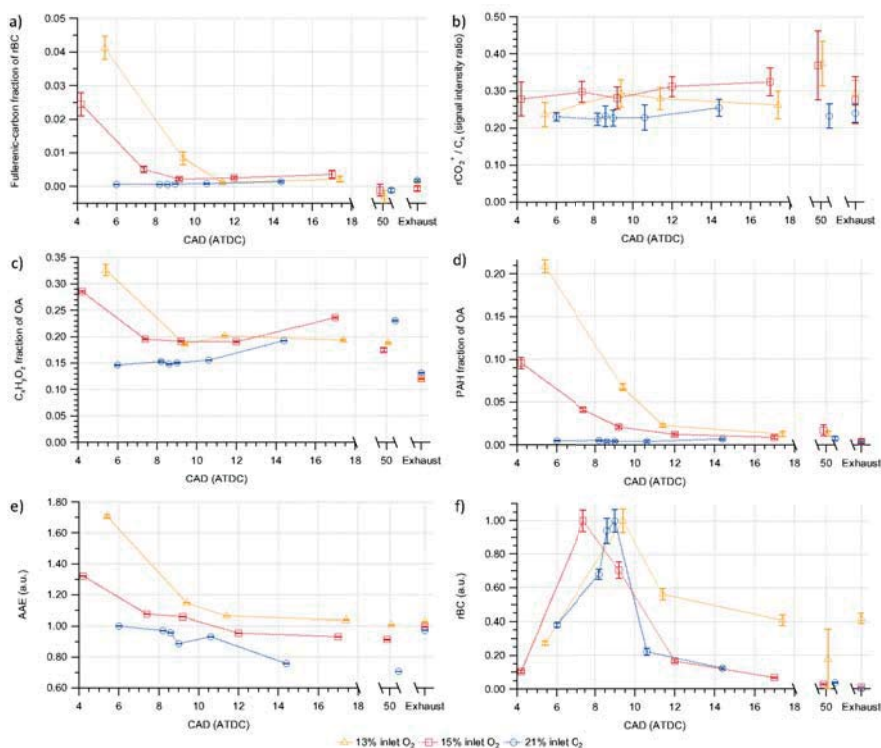 a)
Fullerenic-carbon fraction of rBC
0.05
0.04
0.03
0.02
0.01
0.00
4 6 8 10 12 14 16 18 50 Exhaust
CAD (ATDC)
b)
rCO₂⁺ / Cₓ (signal intensity ratio)
0.50
0.40
0.30
0.20
0.10
0.00
4 6 8 10 12 14 16 18 50 Exhaust
CAD (ATDC)
c)
CₓHᵧO₂ fraction of OA
0.35
0.30
0.25
0.20
0.15
0.10
0.05
0.00
4 6 8 10 12 14 16 18 50 Exhaust
CAD (ATDC)
d)
PAH fraction of OA
0.20
0.15
0.10
0.05
0.00
4 6 8 10 12 14 16 18 50 Exhaust
CAD (ATDC)
e)
AAE (a.u.)
1.80
1.60
1.40
1.20
1.00
0.80
0.60
4 6 8 10 12 14 16 18 50 Exhaust
CAD (ATDC)
f)
rBC (a.u.)
1.00
0.80
0.60
0.40
0.20
0.00
4 6 8 10 12 14 16 18 50 Exhaust
CAD (ATDC)
13% inlet O₂ 15% inlet O₂ 21% inlet O₂